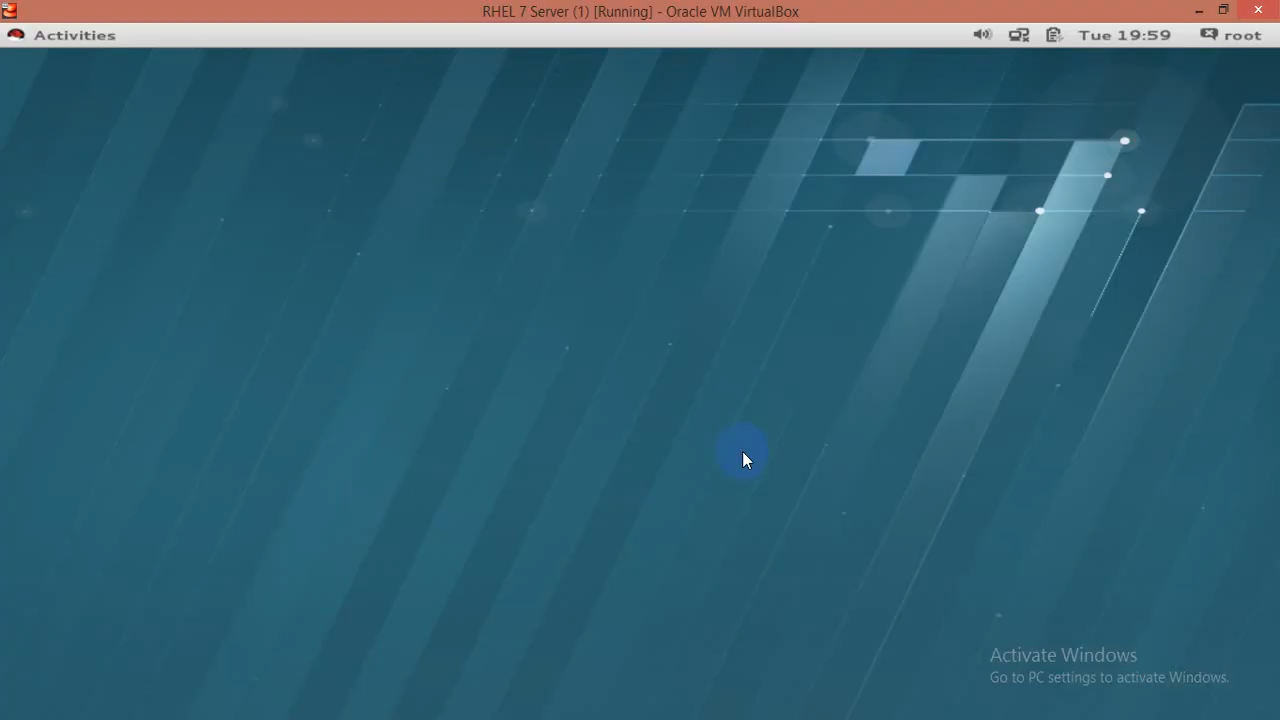 RHEL 7 Server (1) [Running] - Oracle VM VirtualBox
Activities
Tue 19:59
root
Activate Windows
Go to PC settings to activate Windows.